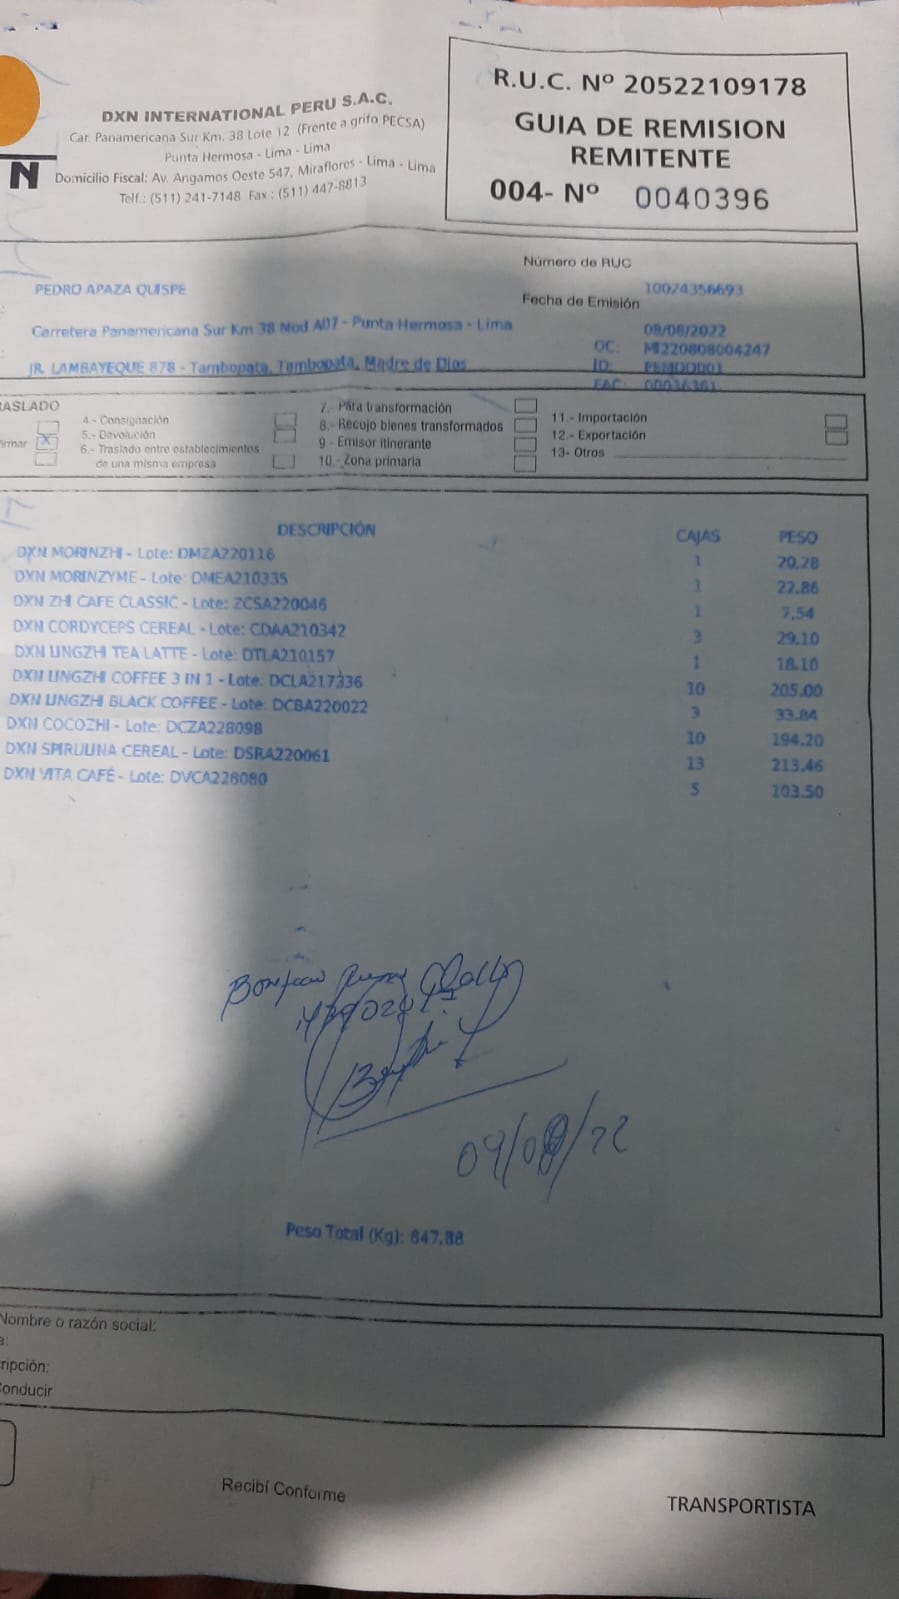 DXN INTERNATIONAL PERU S.A.C.
Car. Panamericana Sur Km. 38 Lote 12 (Frente a grifo PECSA)
Punta Hermosa - Lima - Lima
Domicilio Fiscal: Av. Angamos Oeste 547, Miraflores - Lima - Lima
Telf.: (511) 241-7148 Fax : (511) 447-8813
N
R.U.C. Nº 20522109178
GUIA DE REMISION
REMITENTE
004- Nº 0040396
Número de RUC
PEDRO APAZA QUISPE 10024356693
Fecha de Emisión
Carretera Panamericana Sur Km 38 Mod A07 - Punta Hermosa - Lima 08/08/2022
OC: MI220808004247
JR. LAMBAYEQUE 878 - Tambopata, Tambopata, Madre de Dios ID:
FAC: 00036361
ASLADO
4.- Consignación 7.- Para transformación 11.- Importación
irmar X 5.- Devolución 8.- Recojo bienes transformados 12.- Exportación
6.- Traslado entre establecimientos 9.- Emisor itinerante 13- Otros
de una misma empresa 10.- Zona primaria
DESCRIPCIÓN CAJAS PESO
DXN MORINZHI - Lote: DMZA220116 1 20.28
DXN MORINZYME - Lote: DMEA210335 1 22.86
DXN ZHI CAFE CLASSIC - Lote: ZCSA220046 1 7,54
DXN CORDYCEPS CEREAL - Lote: CDAA210342 3 29.10
DXN LINGZHI TEA LATTE - Lote: DTLA210157 1 18.10
DXN LINGZHI COFFEE 3 IN 1 - Lote: DCLA217336 10 205.00
DXN LINGZHI BLACK COFFEE - Lote: DCBA220022 3 33.84
DXN COCOZHI - Lote: DCZA228098 10 194.20
DXN SPIRULINA CEREAL - Lote: DSRA220061 13 213.46
DXN VITA CAFÉ - Lote: DVCA228080 5 103.50
09/08/22
Peso Total (Kg): 847,88
Nombre o razón social:
a:
ripción:
Conducir
Recibí Conforme
TRANSPORTISTA